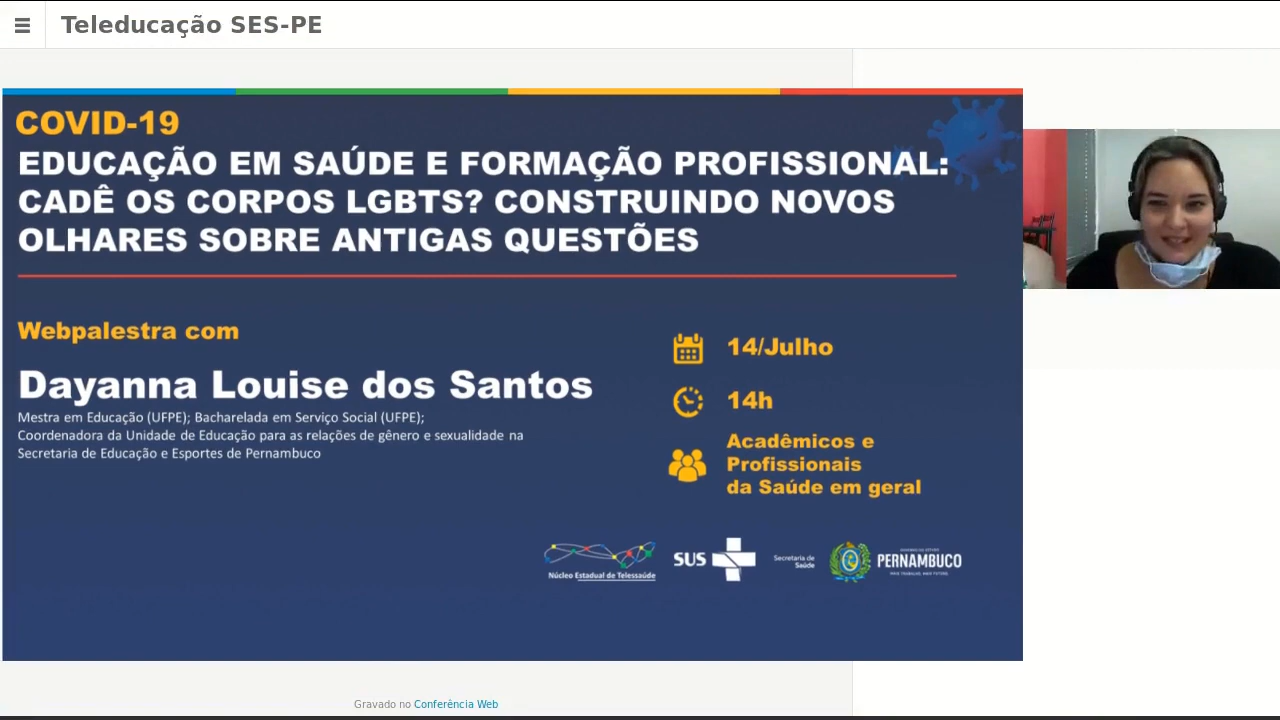 Teleducação SES-PE
COVID-19
EDUCAÇÃO EM SAÚDE E FORMAÇÃO PROFISSIONAL:
CADÊ OS CORPOS LGBTS? CONSTRUINDO NOVOS
OLHARES SOBRE ANTIGAS QUESTÕES
Webpalestra com
Dayanna Louise dos Santos
Mestra em Educação (UFPE); Bacharelada em Serviço Social (UFPE);
Coordenadora da Unidade de Educação para as relações de gênero e sexualidade na
Secretaria de Educação e Esportes de Pernambuco
14/Julho
14h
Acadêmicos e
Profissionais
da Saúde em geral
Núcleo Estadual de Telessaúde
SUS
Secretaria de
Saúde
PERNAMBUCO
Gravado no Conferência Web